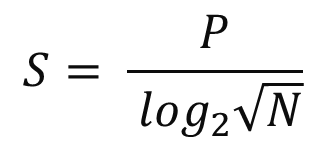 S = P / log₂√N